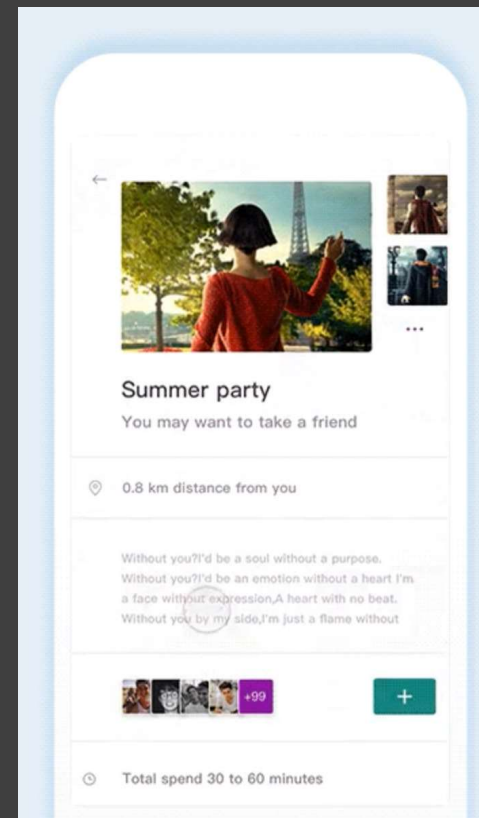 Summer party
You may want to take a friend
0.8 km distance from you
Without you?I'd be a soul without a purpose.
Without you?I'd be an emotion without a heart I'm
a face without expression,A heart with no beat.
Without you by my side,I'm just a flame without
+99
Total spend 30 to 60 minutes